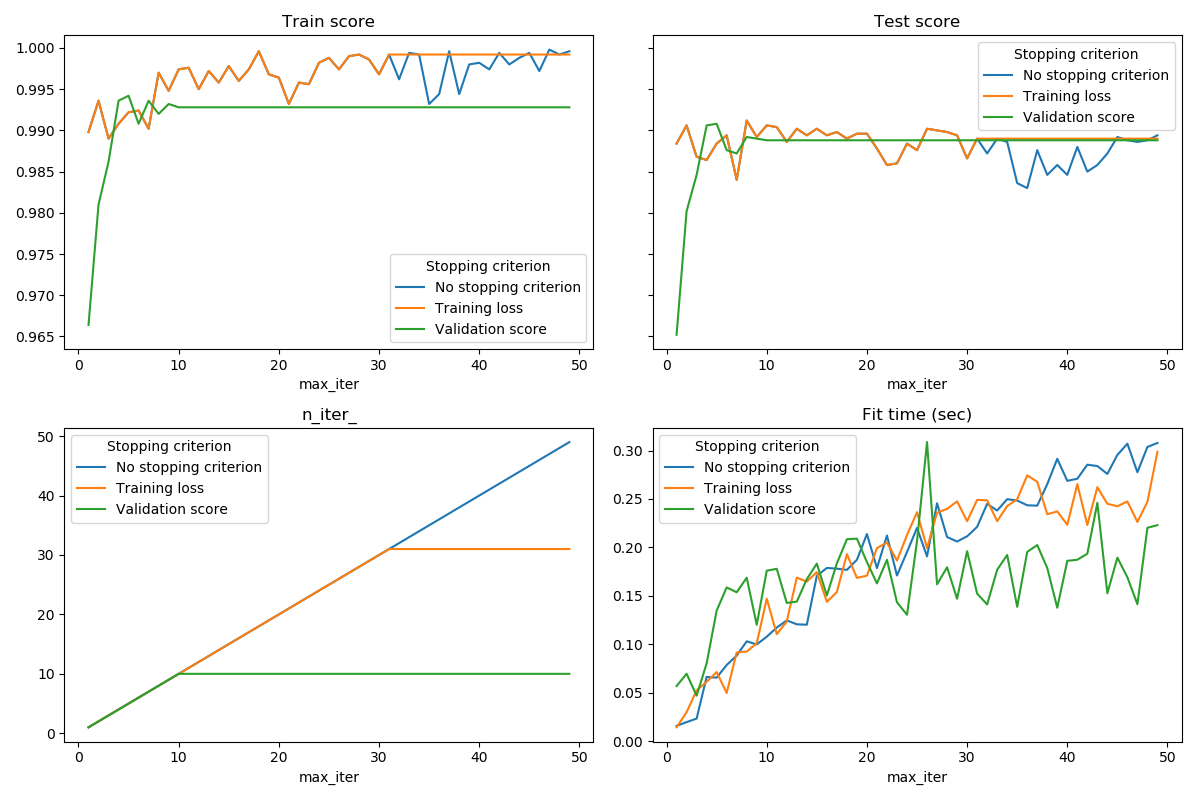 Train score
1.000
0.995
0.990
0.985
0.980
0.975
0.970
0.965
Stopping criterion
No stopping criterion
Training loss
Validation score
0 10 20 30 40 50
max_iter
Test score
Stopping criterion
No stopping criterion
Training loss
Validation score
0 10 20 30 40 50
max_iter
n_iter_
50
40
30
20
10
0
Stopping criterion
No stopping criterion
Training loss
Validation score
0 10 20 30 40 50
max_iter
Fit time (sec)
0.30
0.25
0.20
0.15
0.10
0.05
0.00
Stopping criterion
No stopping criterion
Training loss
Validation score
0 10 20 30 40 50
max_iter